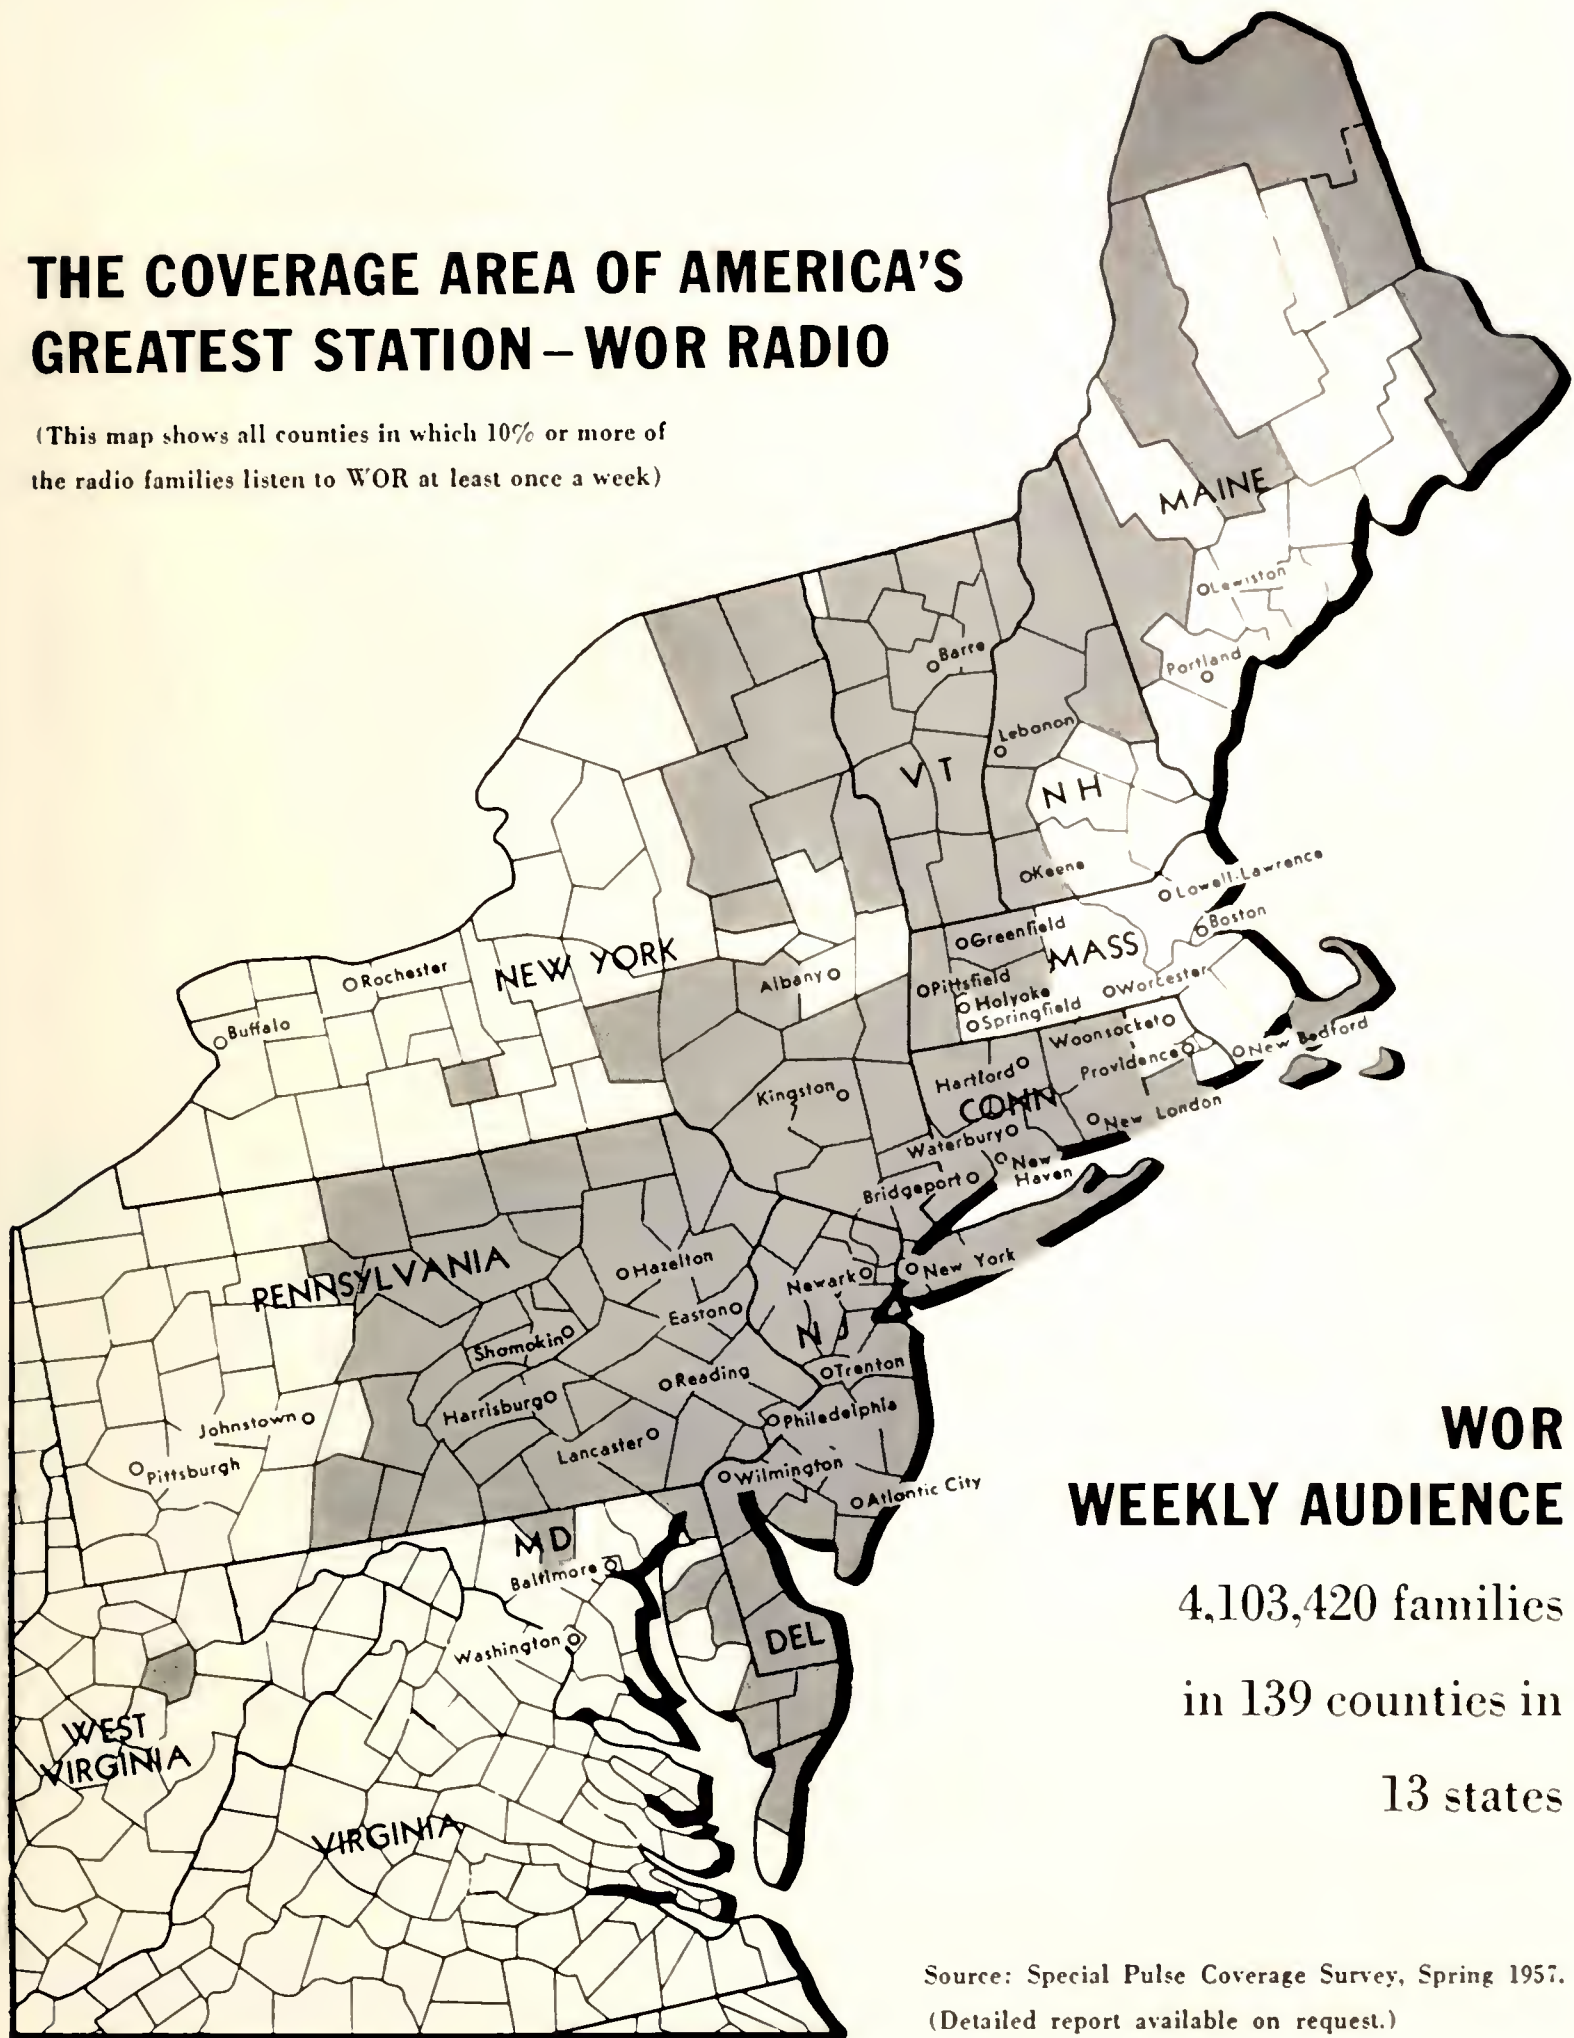 THE COVERAGE AREA OF AMERICA'S
GREATEST STATION – WOR RADIO
(This map shows all counties in which 10% or more of
the radio families listen to WOR at least once a week)
MAINE
Lewiston
Portland
Barre
Lebanon
VT
NH
Keene
Lowell-Lawrence
Boston
Greenfield
MASS
Pittsfield
Holyoke
Springfield
Worcester
NEW YORK
Rochester
Buffalo
Albany
Kingston
Woonsocket
Providence
New Bedford
Hartford
CONN
New London
Waterbury
New
Haven
Bridgeport
New York
PENNSYLVANIA
Hazelton
Newark
Easton
NJ
Shomokin
Trenton
Reading
Harrisburg
Philadelphia
Johnstown
Lancaster
Pittsburgh
Wilmington
Atlantic City
MD
Baltimore
Washington
DEL
WEST
VIRGINIA
VIRGINIA
WOR
WEEKLY AUDIENCE
4,103,420 families
in 139 counties in
13 states
Source: Special Pulse Coverage Survey, Spring 1957.
(Detailed report available on request.)